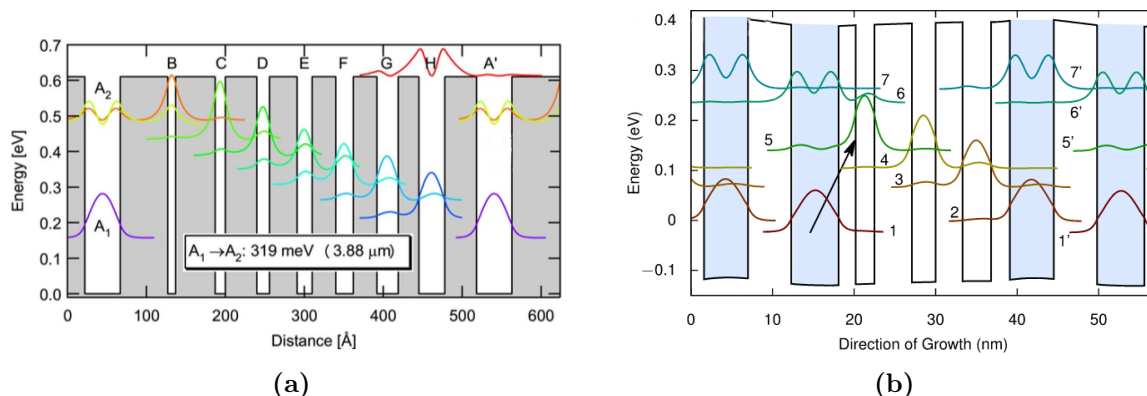 0.7
0.6
0.5
0.4
0.3
0.2
0.1
0.0
Energy [eV]
A₂
A₁
B
C
D
E
F
G
H
A'
A₁→A₂: 319 meV (3.88 µm)
0
100
200
300
400
500
600
Distance [Å]
(a)
0.4
0.3
0.2
0.1
0
−0.1
Energy (eV)
7
6
5
4
3
2
1
7'
6'
5'
1'
0
10
20
30
40
50
Direction of Growth (nm)
(b)